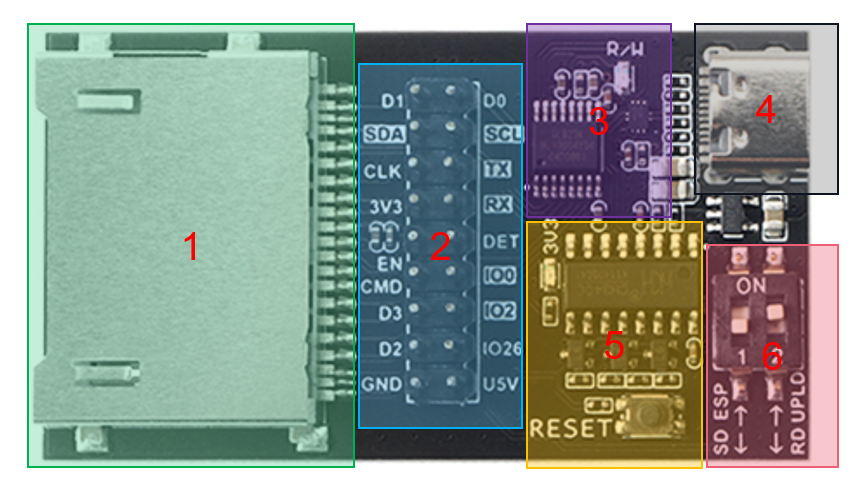 1
2
3
4
5
6
D1
D0
SDA
SCL
CLK
TX
3V3
RX
DET
EN
IO0
CMD
D3
IO2
D2
IO26
GND
U5V
R/W
3V3
RESET
ON
1
SD ESP
RD UPLD